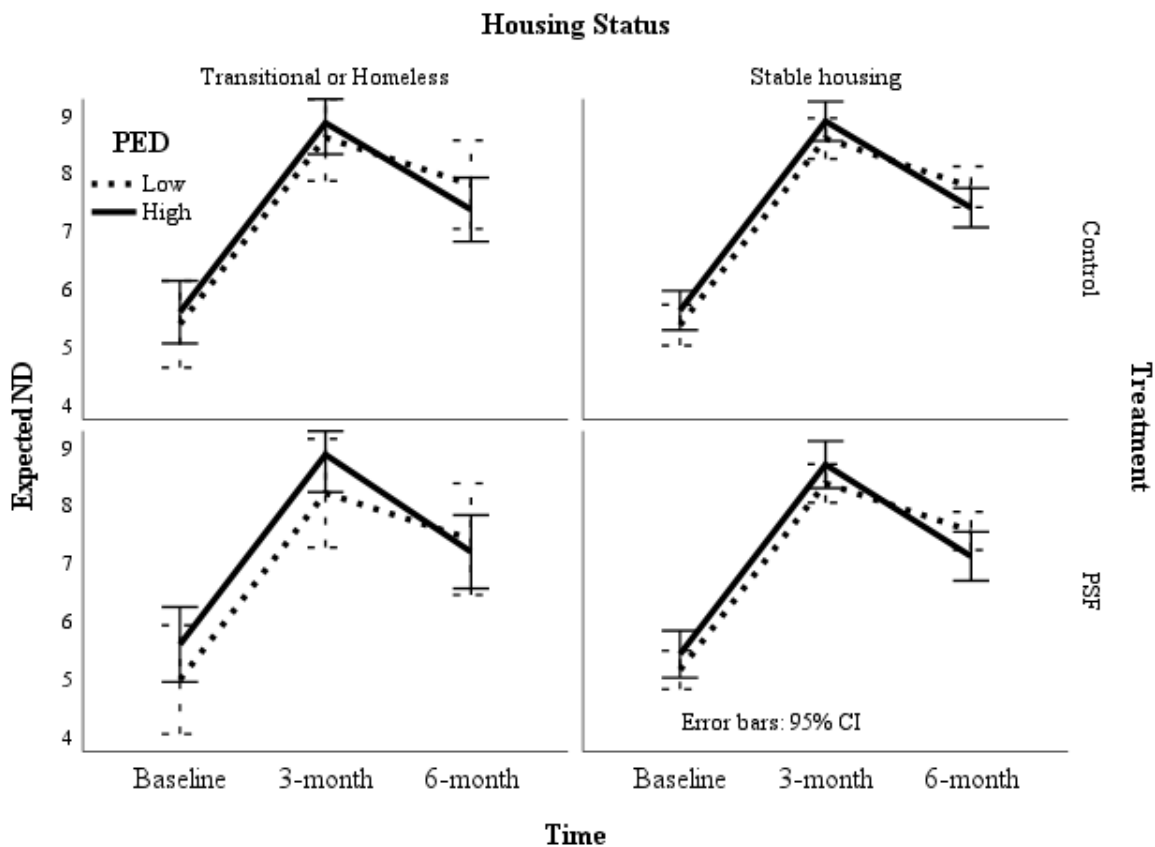 Housing Status
Transitional or Homeless
Stable housing
9
8
7
6
5
4
PED
Low
High
Control
9
8
7
6
5
4
Expected ND
Treatment
PSF
Error bars: 95% CI
Baseline 3-month 6-month
Baseline 3-month 6-month
Time